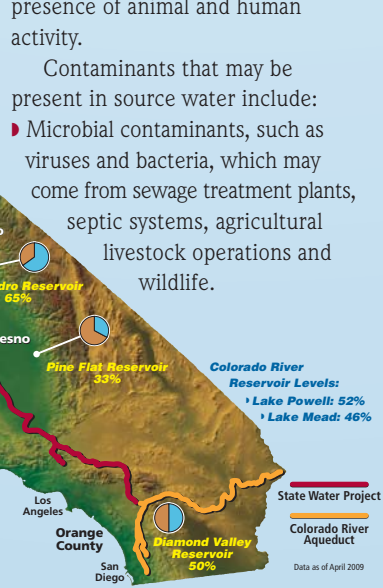 presence of animal and human
activity.
Contaminants that may be
present in source water include:
◗ Microbial contaminants, such as
viruses and bacteria, which may
come from sewage treatment plants,
septic systems, agricultural
livestock operations and
wildlife.
dro Reservoir
65%
esno
Pine Flat Reservoir
33%
Colorado River
Reservoir Levels:
◗ Lake Powell: 52%
◗ Lake Mead: 46%
Los
Angeles
Orange
County
San
Diego
Diamond Valley
Reservoir
50%
State Water Project
Colorado River
Aqueduct
Data as of April 2009